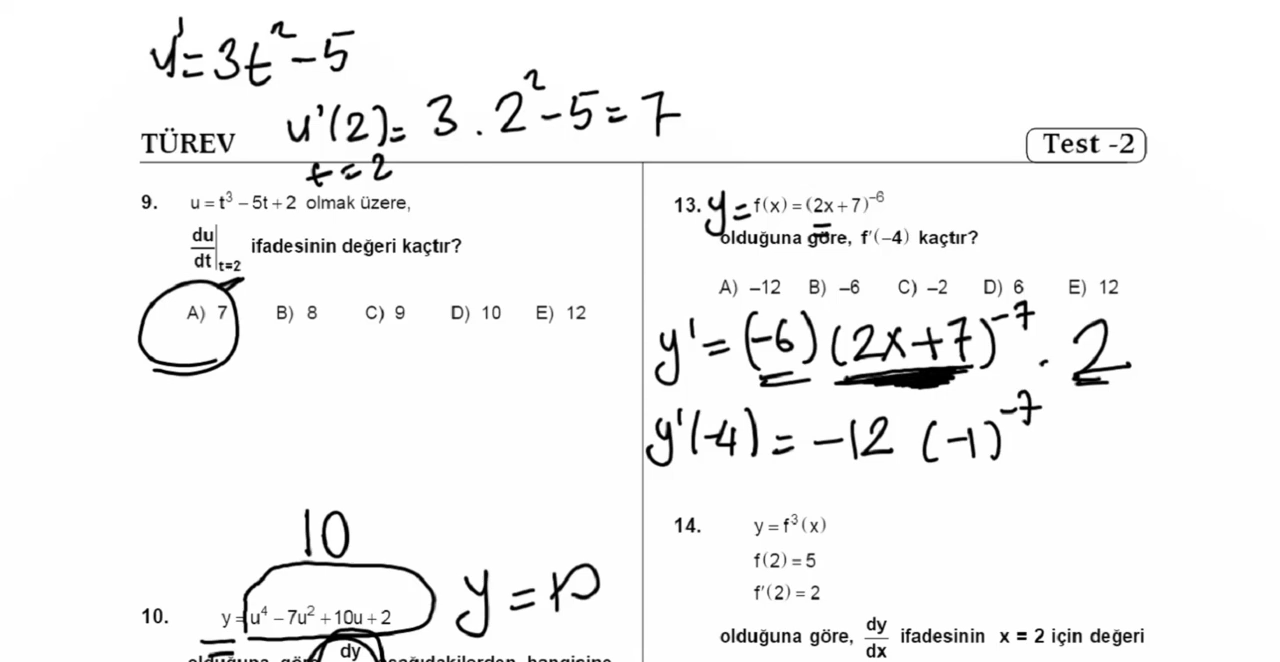 u' = 3t² - 5
u'(2) = 3 . 2² - 5 = 7
t = 2
TÜREV
Test -2
9. u = t³ – 5t + 2 olmak üzere,
du/dt |t=2 ifadesinin değeri kaçtır?
A) 7 B) 8 C) 9 D) 10 E) 12
10
y = 10
10. y = u⁴ – 7u² + 10u + 2
olduğuna göre, dy
13. y = f(x) = (2x + 7)⁻⁶
olduğuna göre, f'(–4) kaçtır?
A) –12 B) –6 C) –2 D) 6 E) 12
y' = (-6) (2x+7)⁻⁷ . 2
y'(-4) = -12 (-1)⁻⁷
14. y = f³(x)
f(2) = 5
f'(2) = 2
olduğuna göre, dy/dx ifadesinin x = 2 için değeri